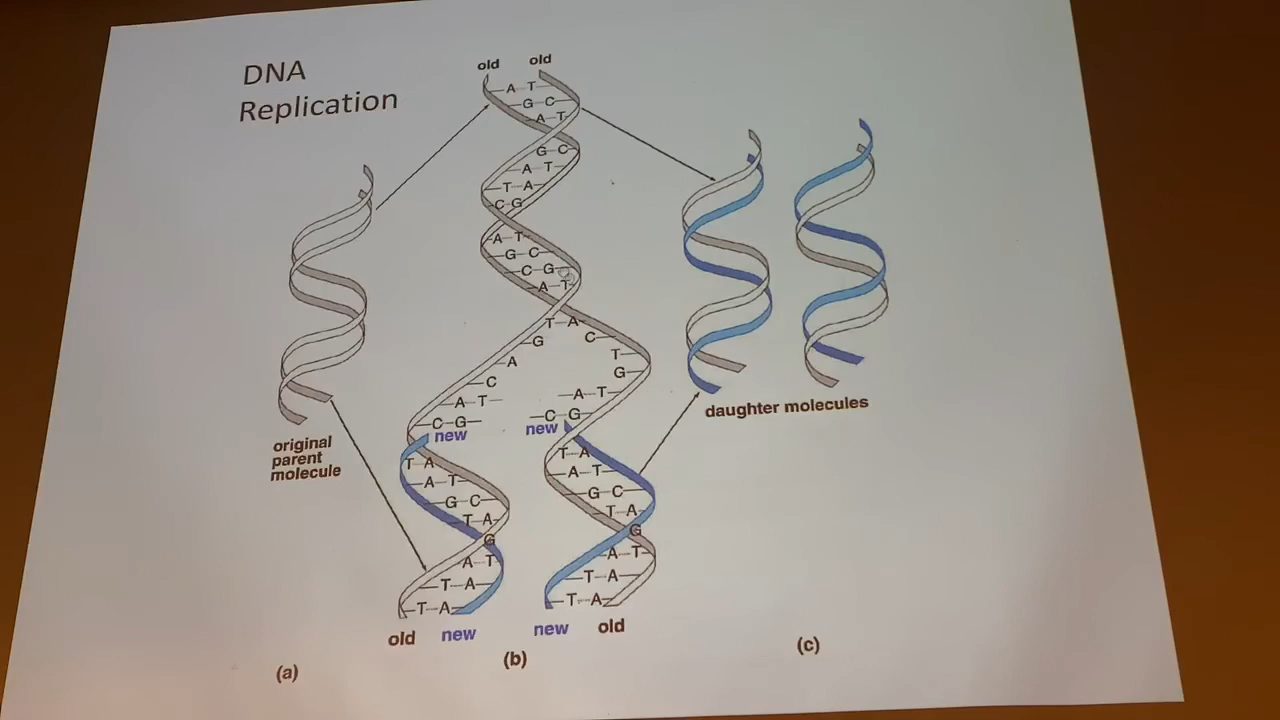 DNA
Replication
old old
A T
G C
A T
G C
A T
T A
C G
A T
G C
C G
A T
T A
G C
A T
C G
A T A T
C G C G
new new
T A T A
A T A T
G C G C
T A T A
G G
A T A T
T A T A
T A T A
old new new old
original
parent
molecule
daughter molecules
(a) (b) (c)